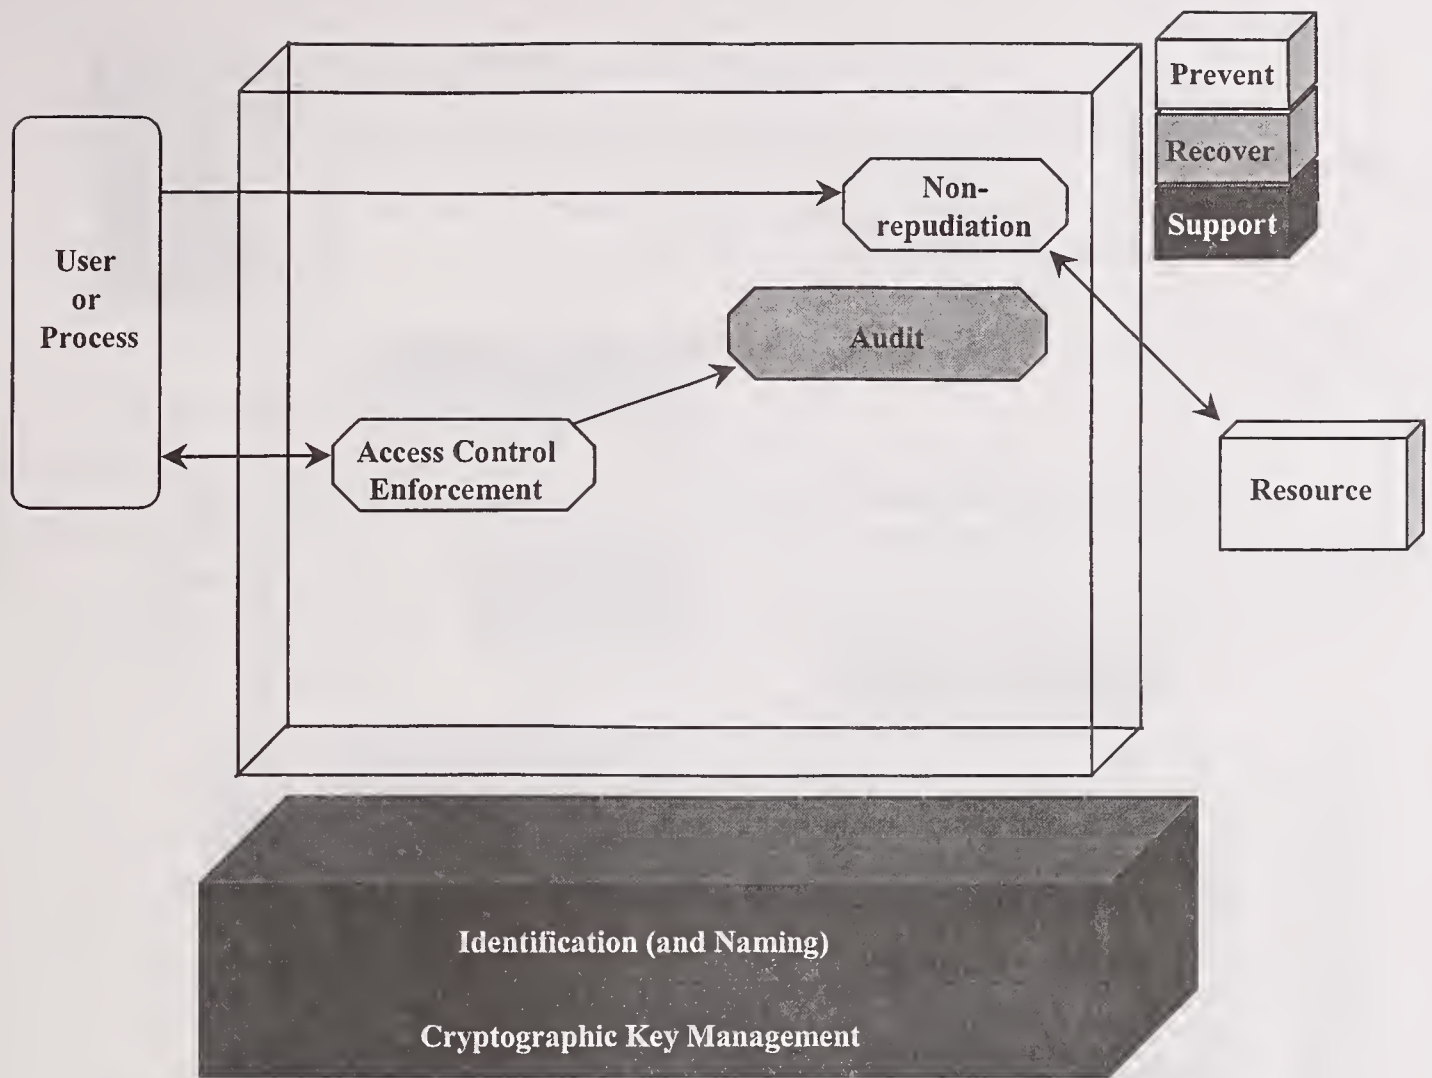 Prevent
Recover
Support
User
or
Process
Non-
repudiation
Audit
Access Control
Enforcement
Resource
Identification (and Naming)
Cryptographic Key Management